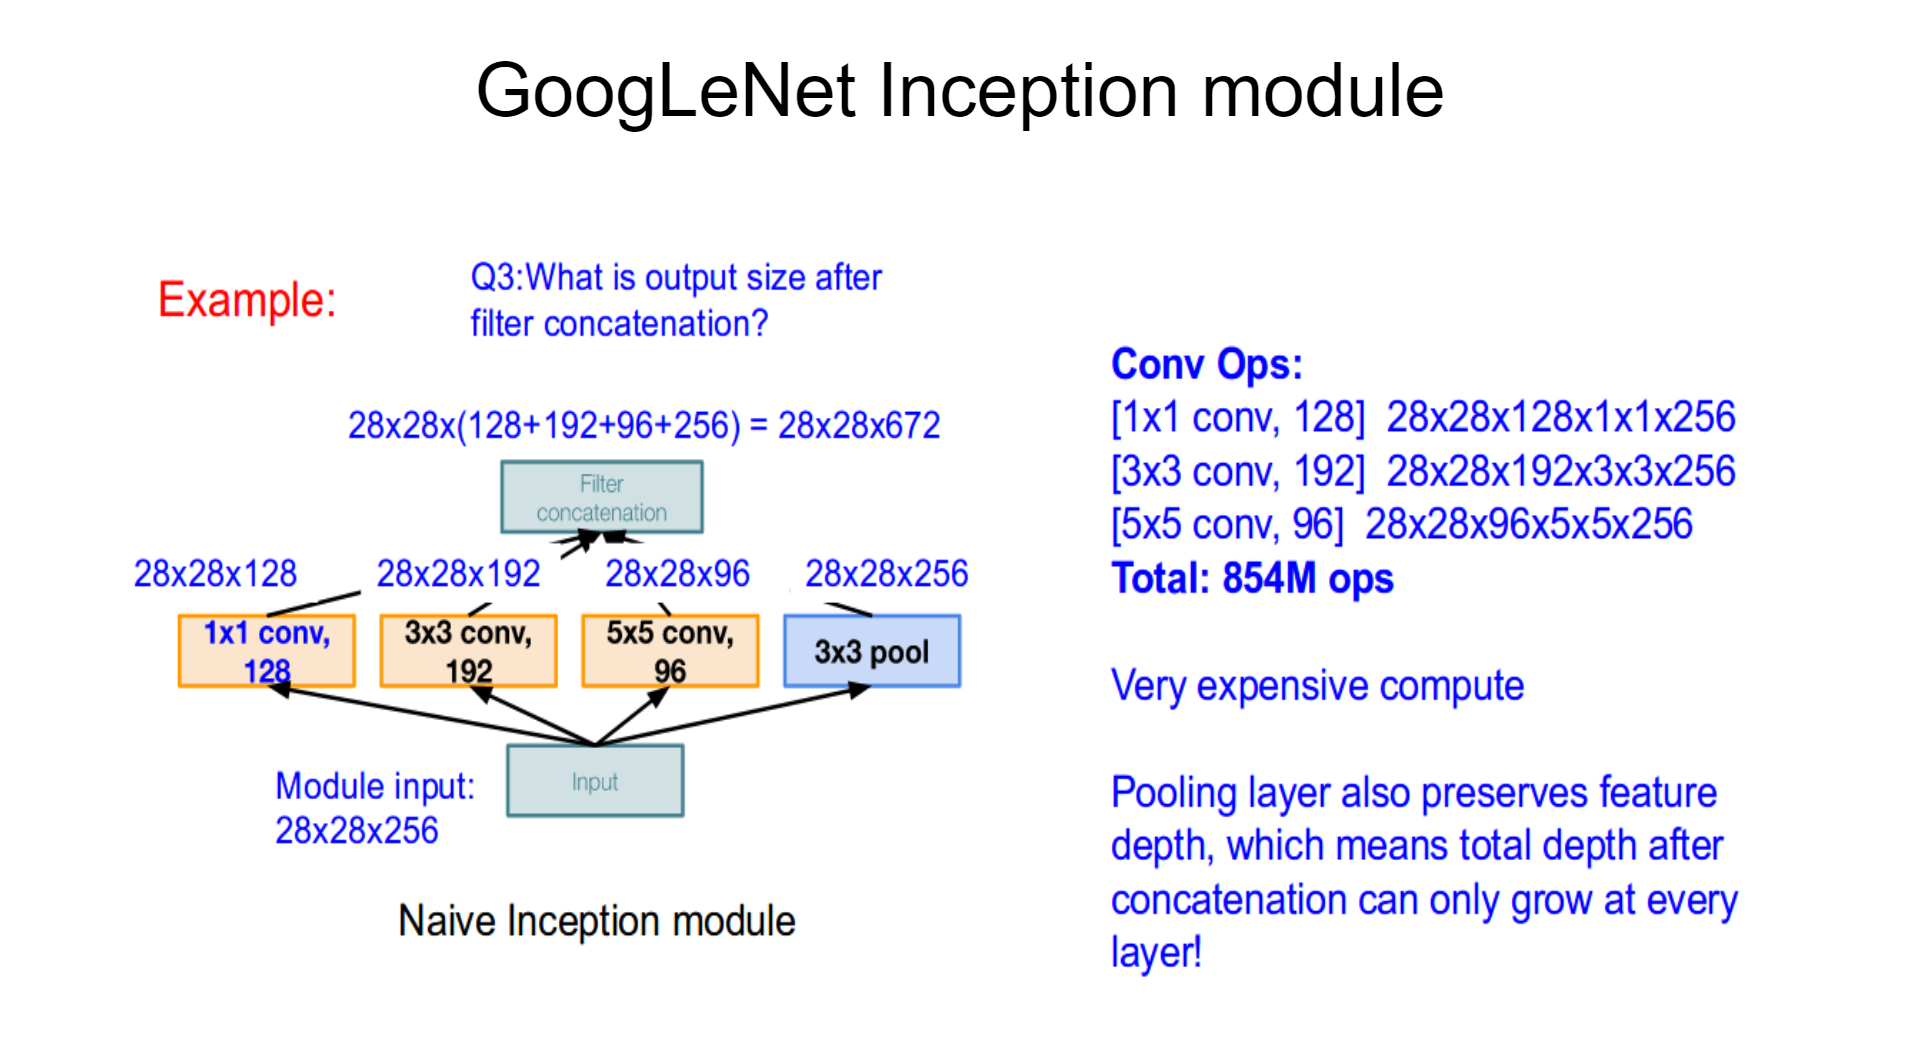 GoogLeNet Inception module
Example:
Q3:What is output size after
filter concatenation?
28x28x(128+192+96+256) = 28x28x672
Filter
concatenation
28x28x128 28x28x192 28x28x96 28x28x256
1x1 conv,
128
3x3 conv,
192
5x5 conv,
96
3x3 pool
Input
Module input:
28x28x256
Naive Inception module
Conv Ops:
[1x1 conv, 128] 28x28x128x1x1x256
[3x3 conv, 192] 28x28x192x3x3x256
[5x5 conv, 96] 28x28x96x5x5x256
Total: 854M ops
Very expensive compute
Pooling layer also preserves feature
depth, which means total depth after
concatenation can only grow at every
layer!